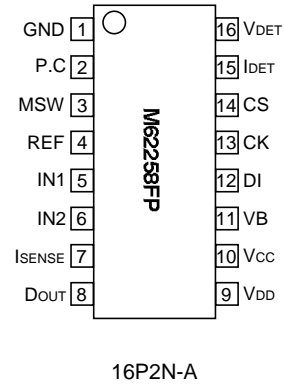 GND 1
P.C 2
MSW 3
REF 4
IN1 5
IN2 6
ISENSE 7
DOUT 8
M62258FP
16 VDET
15 IDET
14 CS
13 CK
12 DI
11 VB
10 VCC
9 VDD
16P2N-A